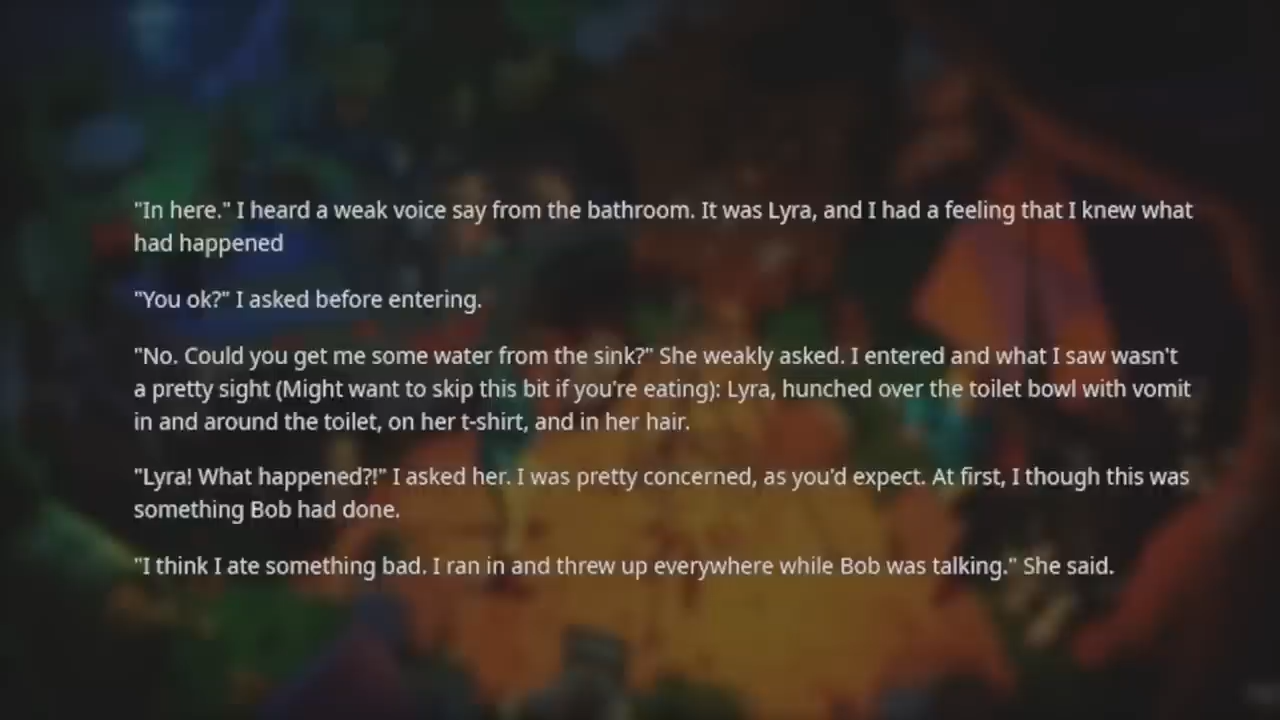 "In here." I heard a weak voice say from the bathroom. It was Lyra, and I had a feeling that I knew what
had happened
"You ok?" I asked before entering.
"No. Could you get me some water from the sink?" She weakly asked. I entered and what I saw wasn't
a pretty sight (Might want to skip this bit if you're eating): Lyra, hunched over the toilet bowl with vomit
in and around the toilet, on her t-shirt, and in her hair.
"Lyra! What happened?!" I asked her. I was pretty concerned, as you'd expect. At first, I though this was
something Bob had done.
"I think I ate something bad. I ran in and threw up everywhere while Bob was talking." She said.